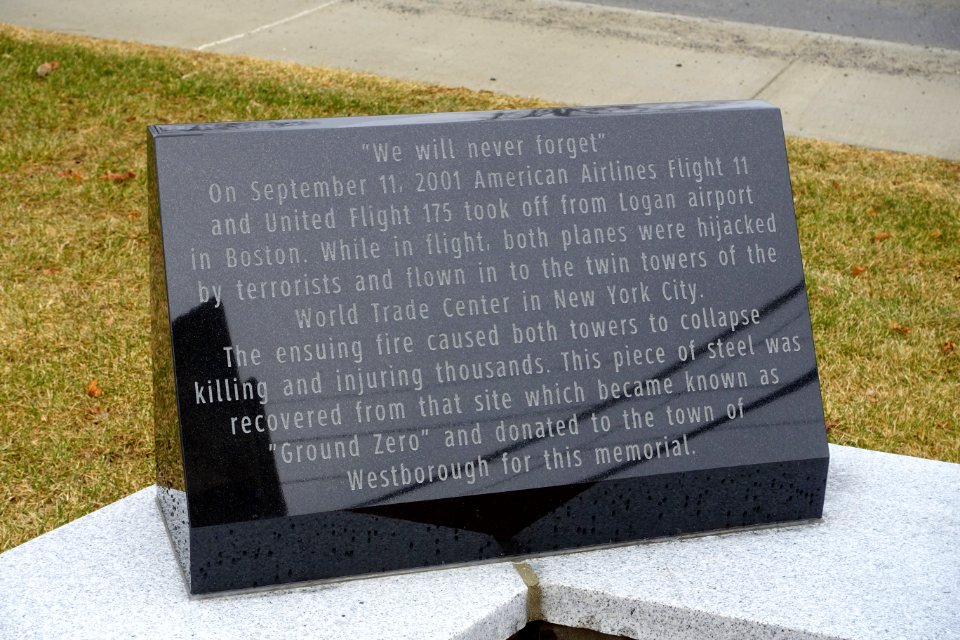 "We will never forget"
On September 11, 2001 American Airlines Flight 11
and United Flight 175 took off from Logan airport
in Boston. While in flight, both planes were hijacked
by terrorists and flown in to the twin towers of the
World Trade Center in New York City.
The ensuing fire caused both towers to collapse
killing and injuring thousands. This piece of steel was
recovered from that site which became known as
"Ground Zero" and donated to the town of
Westborough for this memorial.